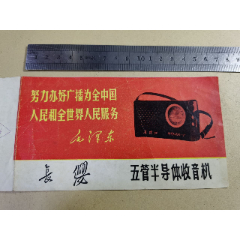 努力办好广播为全中国
人民和全世界人民服务
毛泽东
长缨
五管半导体收音机